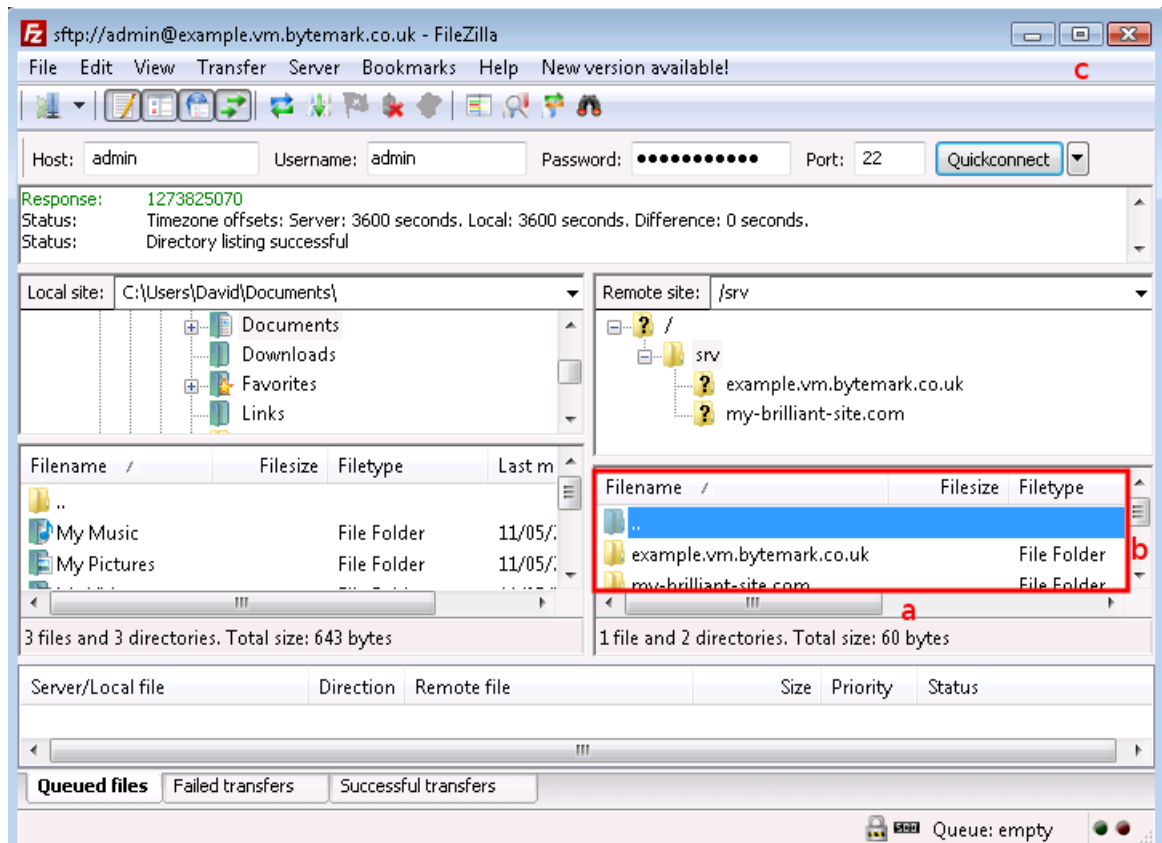 sftp://admin@example.vm.bytemark.co.uk - FileZilla
File Edit View Transfer Server Bookmarks Help New version available!
c
Host: admin Username: admin Password: ●●●●●●●●●●● Port: 22 Quickconnect
Response: 1273825070
Status: Timezone offsets: Server: 3600 seconds. Local: 3600 seconds. Difference: 0 seconds.
Status: Directory listing successful
Local site: C:\Users\David\Documents\
Documents
Downloads
Favorites
Links
Filename / Filesize Filetype Last m
..
My Music File Folder 11/05/
My Pictures File Folder 11/05/
3 files and 3 directories. Total size: 643 bytes
Remote site: /srv
/
srv
example.vm.bytemark.co.uk
my-brilliant-site.com
Filename / Filesize Filetype
..
example.vm.bytemark.co.uk File Folder
my-brilliant-site.com File Folder
b
a
1 file and 2 directories. Total size: 60 bytes
Server/Local file Direction Remote file Size Priority Status
Queued files Failed transfers Successful transfers
Queue: empty